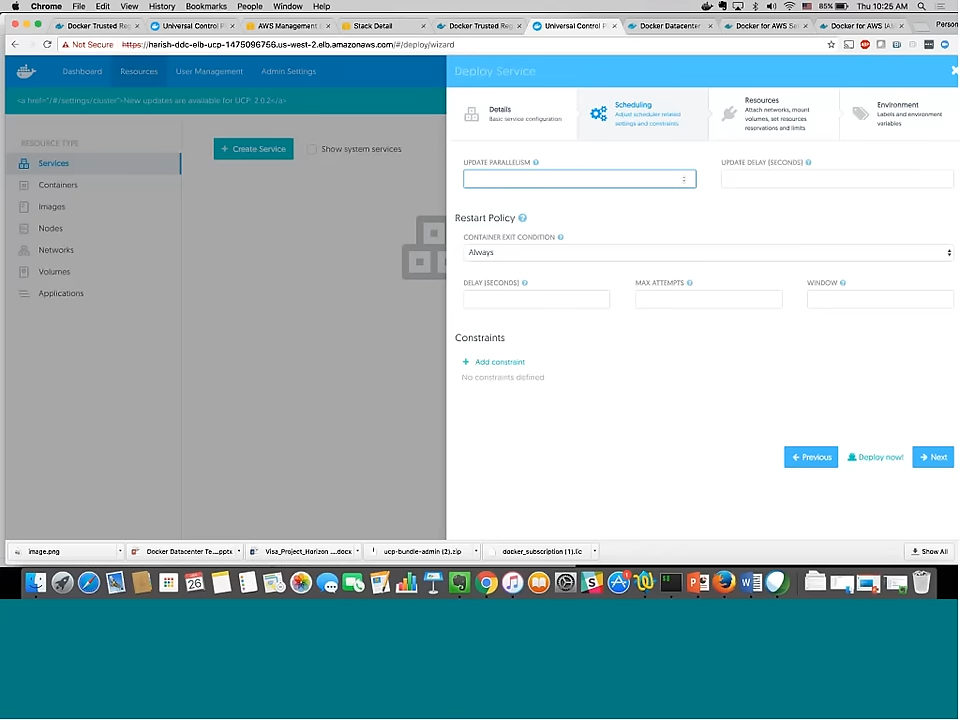 Chrome File Edit View History Bookmarks People Window Help 85% Thu 10:25 AM
Docker Trusted Reg Universal Control P AWS Management Stack Detail Docker Trusted Reg Universal Control P Docker Datacenter Docker for AWS Se Docker for AWS (A Person
Not Secure https://harish-ddc-elb-ucp-1475096756.us-west-2.elb.amazonaws.com/#/deploy/wizard
Dashboard Resources User Management Admin Settings
Deploy Service
<a href="/#/settings/cluster">New updates are available for UCP: 2.0.2</a>
Details
Basic service configuration
Scheduling
Adjust scheduler related
settings and constraints
Resources
Attach networks, mount
volumes, set resources
reservations and limits
Environment
Labels and environment
variables
RESOURCE TYPE
Services
Containers
Images
Nodes
Networks
Volumes
Applications
+ Create Service
Show system services
UPDATE PARALLELISM
UPDATE DELAY (SECONDS)
Restart Policy
CONTAINER EXIT CONDITION
Always
DELAY (SECONDS)
MAX ATTEMPTS
WINDOW
Constraints
+ Add constraint
No constraints defined
Previous
Deploy now!
Next
image.png
Docker Datacenter Te....pptx
Visa_Project_Horizon ....docx
ucp-bundle-admin (2).zip
docker_subscription (1).lic
Show All
26